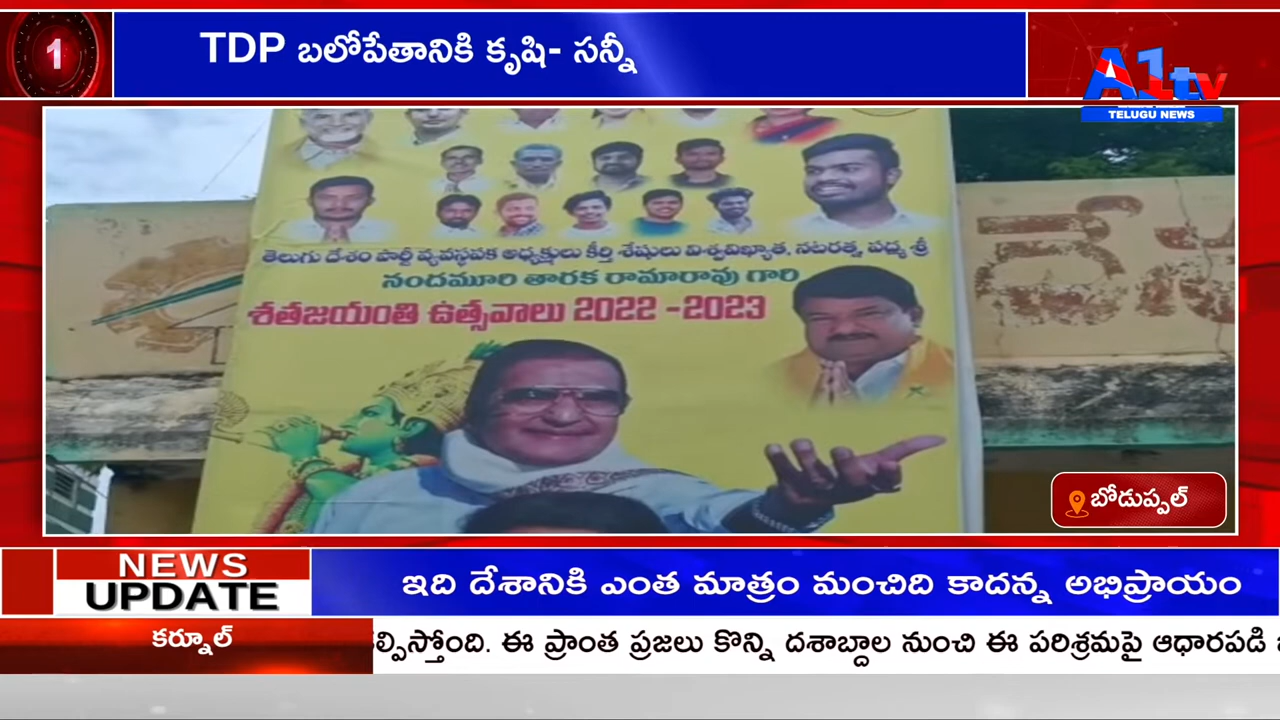 1
TDP బలోపేతానికి కృషి- సన్నీ
A1tv
TELUGU NEWS
తెలుగు దేశం పార్టీ వ్యవస్థపక అధ్యక్షులు కీర్తి శేషులు విశ్వవిఖ్యాత, నటరత్న, పద్మ శ్రీ
నందమూరి తారక రామారావు గారి
శతజయంతి ఉత్సవాలు 2022 -2023
బోడుప్పల్
NEWS
UPDATE
ఇది దేశానికి ఎంత మాత్రం మంచిది కాదన్న అభిప్రాయం
కర్నూల్
ల్పిస్తోంది. ఈ ప్రాంత ప్రజలు కొన్ని దశాబ్దాల నుంచి ఈ పరిశ్రమపై ఆధారపడి